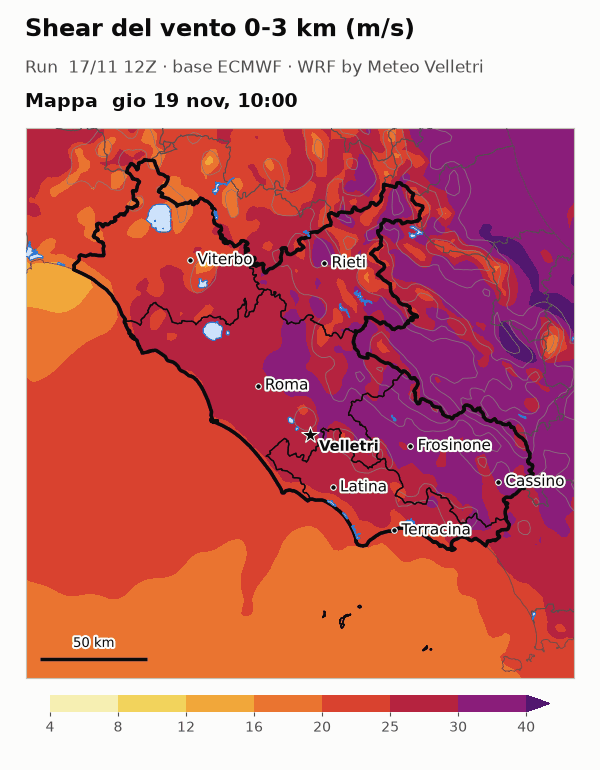 Shear del vento 0-3 km (m/s)
Run  17/11 12Z · base ECMWF · WRF by Meteo Velletri
Mappa  gio 19 nov, 10:00
Viterbo
Rieti
Roma
Velletri
Frosinone
Cassino
Latina
Terracina
50 km
4 8 12 16 20 25 30 40